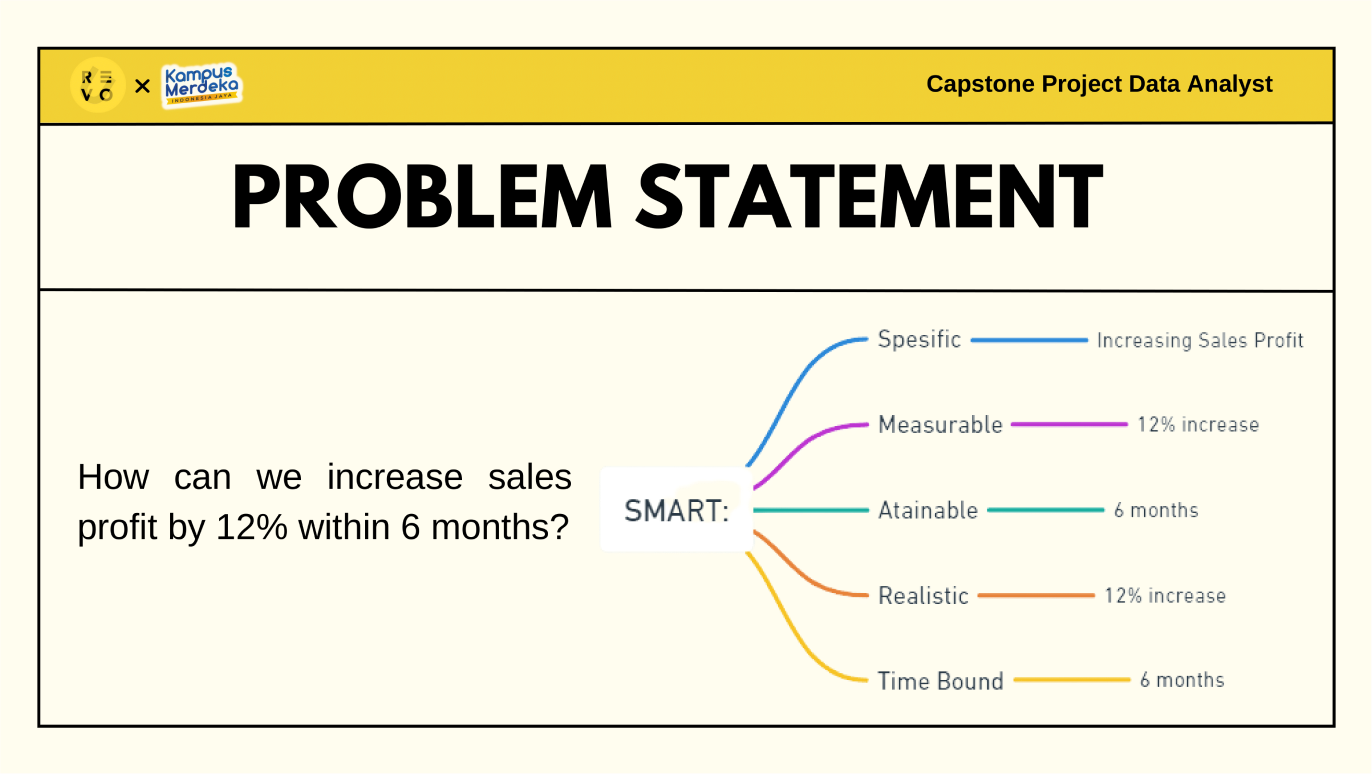 RE
VO
×
Kampus
Merdeka
INDONESIA JAYA
Capstone Project Data Analyst
PROBLEM STATEMENT
How can we increase sales
profit by 12% within 6 months?
SMART:
Spesific
Increasing Sales Profit
Measurable
12% increase
Atainable
6 months
Realistic
12% increase
Time Bound
6 months